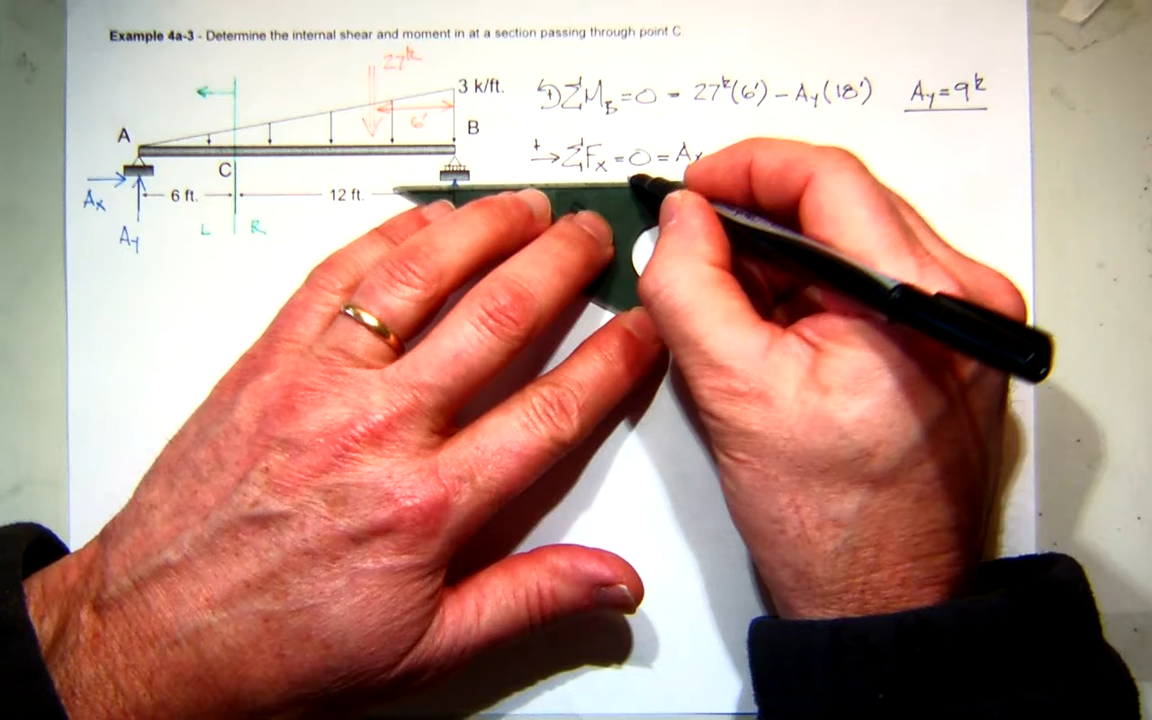 Example 4a-3 - Determine the internal shear and moment in at a section passing through point C
27k
3 k/ft.
6'
A
B
C
6 ft.
12 ft.
Ax
Ay
L
R
+ΣMB = 0 = 27k(6') - Ay(18') Ay = 9k
+→ ΣFx = 0 = Ax